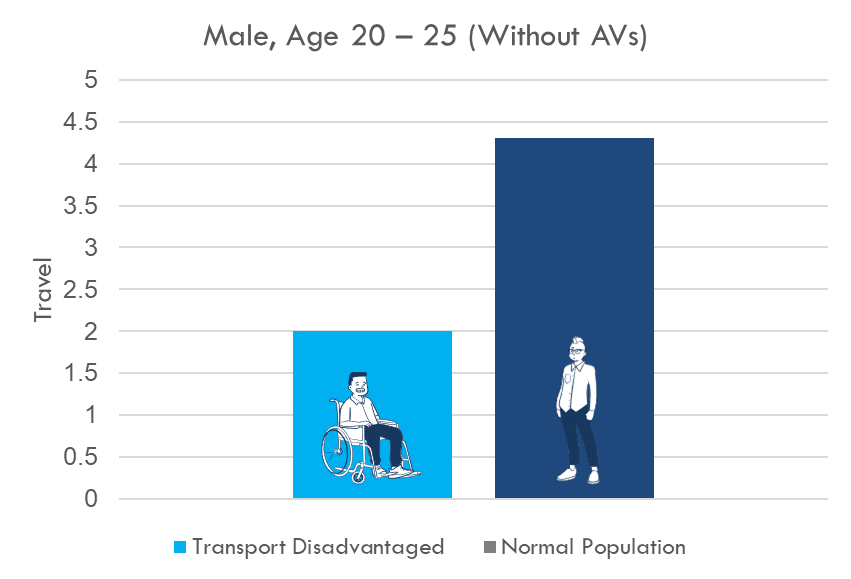 Male, Age 20 – 25 (Without AVs)
5
4.5
4
3.5
3
2.5
2
1.5
1
0.5
0
Travel
Transport Disadvantaged
Normal Population